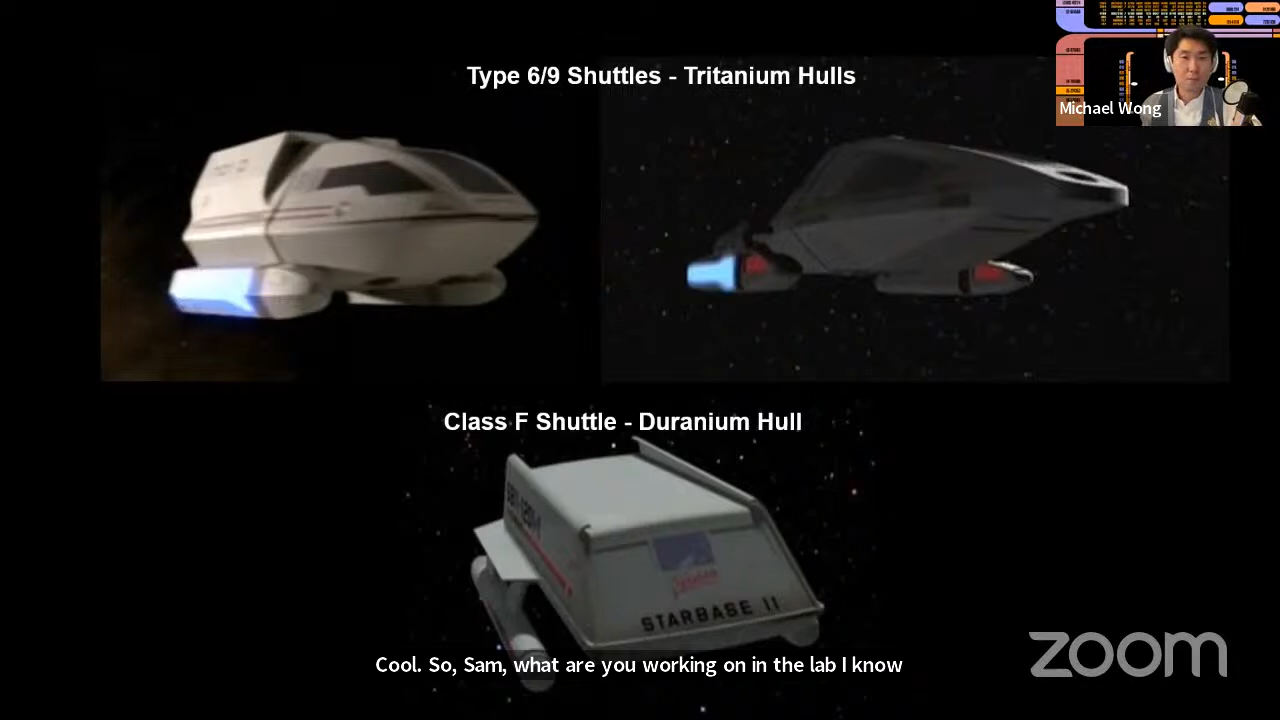 Type 6/9 Shuttles - Tritanium Hulls
Michael Wong
Class F Shuttle - Duranium Hull
STARBASE 11
zoom
Cool. So, Sam, what are you working on in the lab I know